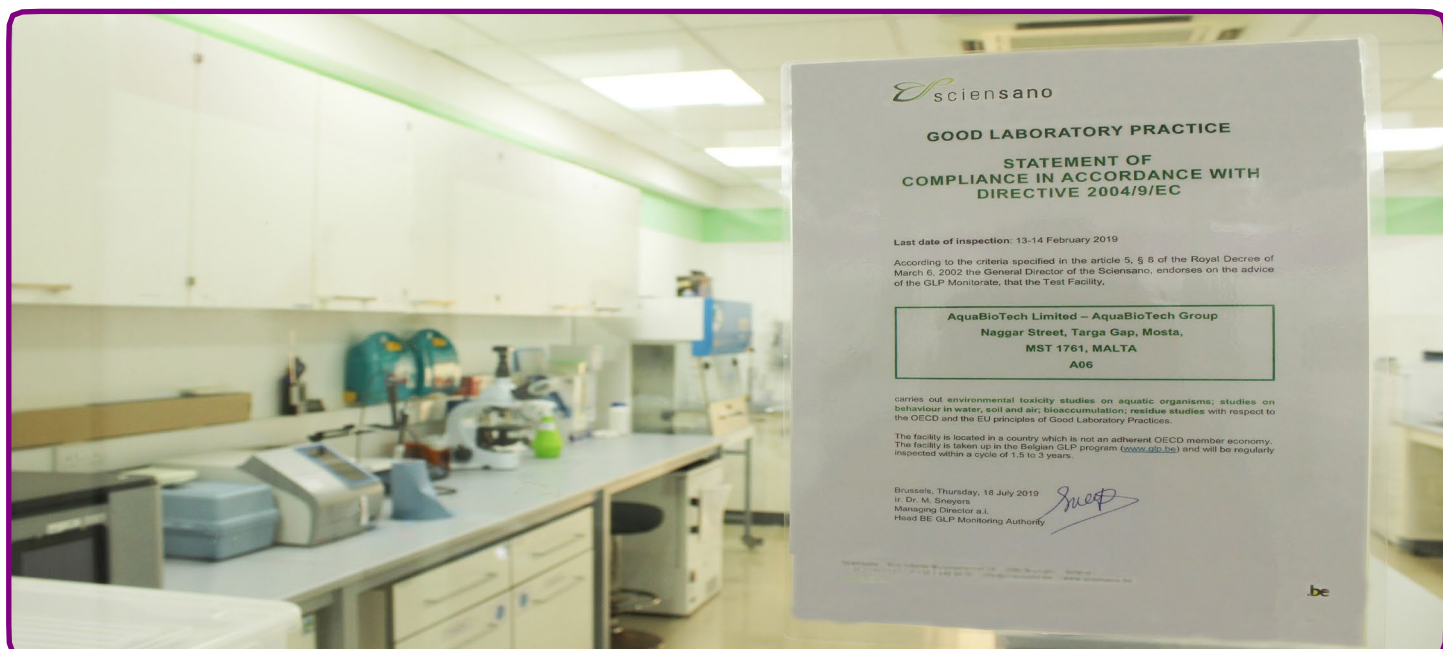 sciensano
GOOD LABORATORY PRACTICE
STATEMENT OF
COMPLIANCE IN ACCORDANCE WITH
DIRECTIVE 2004/9/EC
Last date of inspection: 13-14 February 2019
According to the criteria specified in the article 5, § 8 of the Royal Decree of
March 6, 2002 the General Director of the Sciensano, endorses on the advice
of the GLP Monitorate, that the Test Facility,
AquaBioTech Limited – AquaBioTech Group
Naggar Street, Targa Gap, Mosta,
MST 1761, MALTA
A06
carries out environmental toxicity studies on aquatic organisms; studies on
behaviour in water, soil and air; bioaccumulation; residue studies with respect to
the OECD and the EU principles of Good Laboratory Practices.
The facility is located in a country which is not an adherent OECD member economy.
The facility is taken up in the Belgian GLP program (www.glp.be) and will be regularly
inspected within a cycle of 1.5 to 3 years.
Brussels, Thursday, 18 July 2019
ir. Dr. M. Sneyers
Managing Director a.i.
Head BE GLP Monitoring Authority
.be